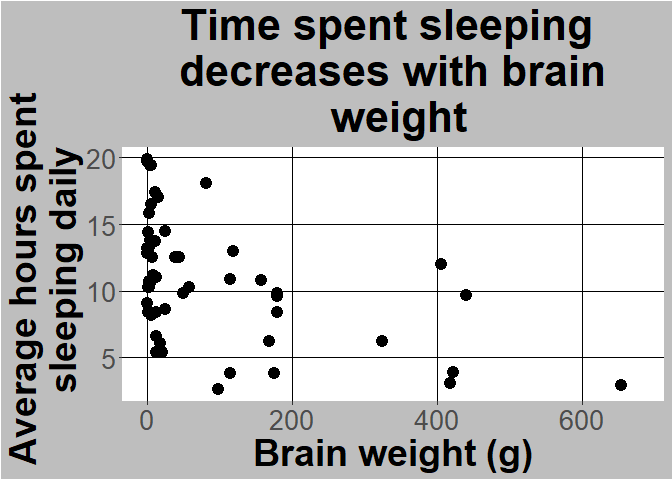 Time spent sleeping
decreases with brain
weight
Average hours spent
sleeping daily
20
15
10
5
0
200
400
600
Brain weight (g)